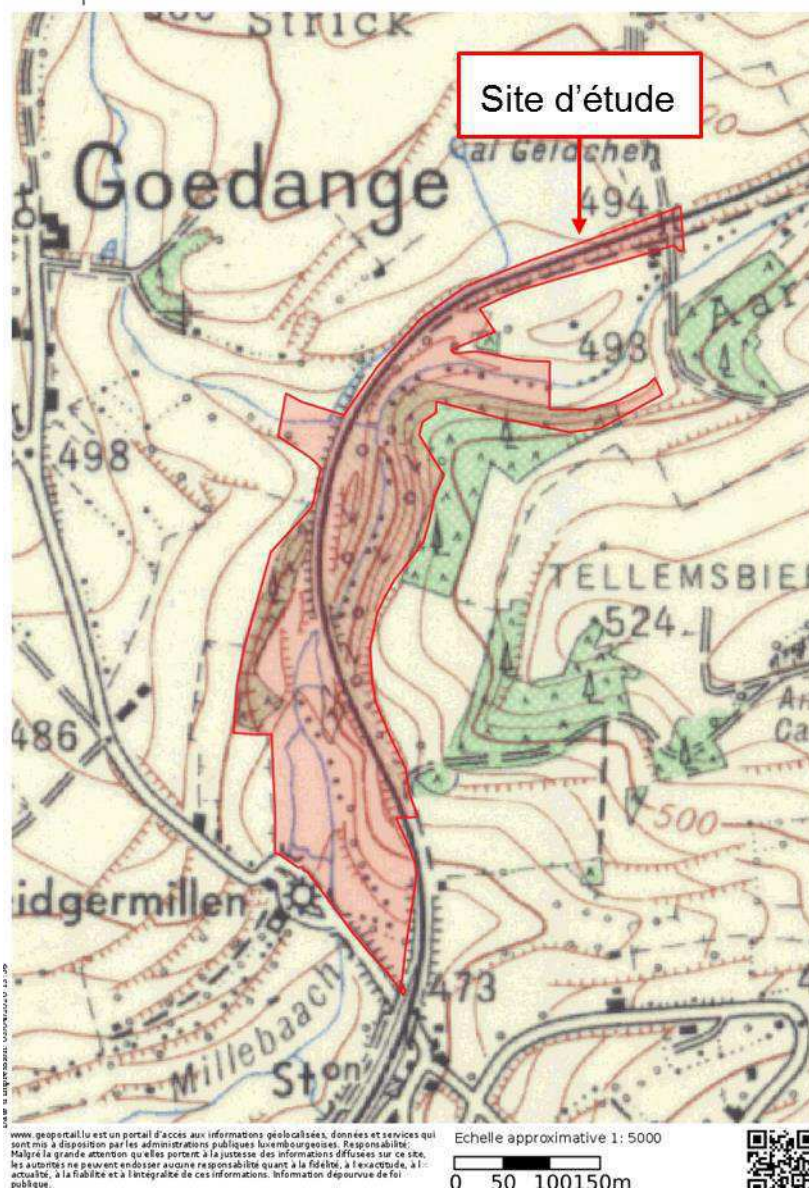 Strick
Site d'étude
Goedange
494
493
Aar
498
TELLEMSBIE
524
486
500
idgermillen
473
Millebaach
Ston
www.geoportail.lu est un portail d'accès aux informations géolocalisées, données et services qui
sont mis à disposition par les administrations publiques luxembourgeoises. Responsabilité:
Malgré la grande attention qu'elles portent à la justesse des informations diffusées sur ce site,
les autorités ne peuvent endosser aucune responsabilité quant à la fidélité, à l'exactitude, à l'
actualité, à la fiabilité et à l'intégralité de ces informations. Information dépourvue de foi
publique.
Echelle approximative 1: 5000
0 50 100150m